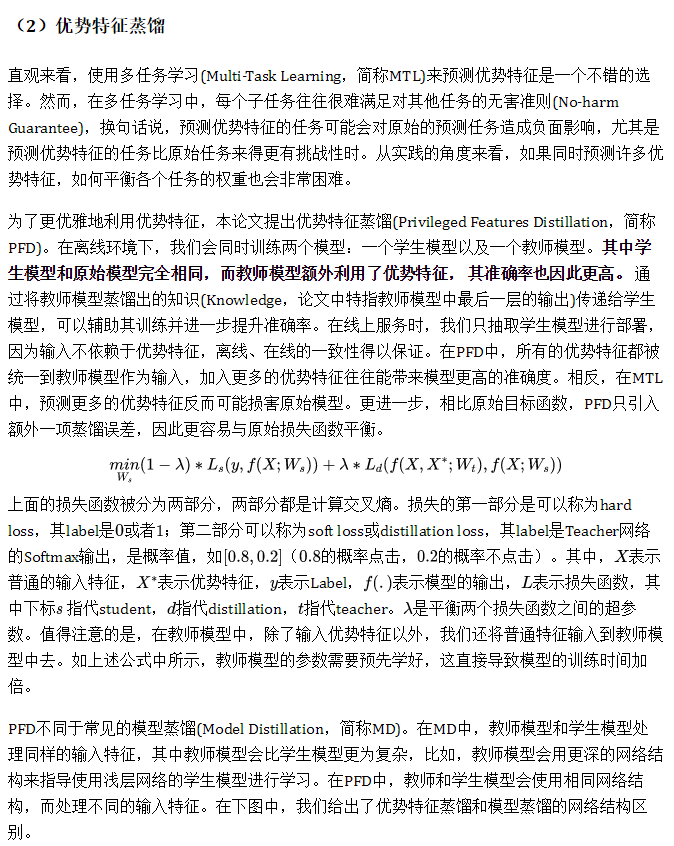 （2）优势特征蒸馏
直观来看，使用多任务学习(Multi-Task Learning，简称MTL)来预测优势特征是一个不错的选
择。然而，在多任务学习中，每个子任务往往很难满足对其他任务的无害准则(No-harm
Guarantee)，换句话说，预测优势特征的任务可能会对原始的预测任务造成负面影响，尤其是
预测优势特征的任务比原始任务来得更有挑战性时。从实践的角度来看，如果同时预测许多优
势特征，如何平衡各个任务的权重也会非常困难。
为了更优雅地利用优势特征，本论文提出优势特征蒸馏(Privileged Features Distillation，简称
PFD)。在离线环境下，我们会同时训练两个模型：一个学生模型以及一个教师模型。其中学
生模型和原始模型完全相同，而教师模型额外利用了优势特征， 其准确率也因此更高。 通
过将教师模型蒸馏出的知识(Knowledge，论文中特指教师模型中最后一层的输出)传递给学生
模型，可以辅助其训练并进一步提升准确率。在线上服务时，我们只抽取学生模型进行部署，
因为输入不依赖于优势特征，离线、在线的一致性得以保证。在PFD中，所有的优势特征都被
统一到教师模型作为输入，加入更多的优势特征往往能带来模型更高的准确度。相反，在MTL
中，预测更多的优势特征反而可能损害原始模型。更进一步，相比原始目标函数，PFD只引入
额外一项蒸馏误差，因此更容易与原始损失函数平衡。
$\min_{W_s}(1-\lambda)*L_s(y,f(X;W_s))+\lambda*L_d(f(X,X^*;W_t),f(X;W_s))$
上面的损失函数被分为两部分，两部分都是计算交叉熵。损失的第一部分是可以称为hard
loss，其label是0或者1；第二部分可以称为soft loss或distillation loss，其label是Teacher网络
的Softmax输出，是概率值，如[0.8, 0.2]（0.8的概率点击，0.2的概率不点击）。其中，X表示
普通的输入特征，X*表示优势特征，y表示Label，f(.)表示模型的输出，L表示损失函数，其
中下标s 指代student，d指代distillation，t指代teacher。λ是平衡两个损失函数之间的超参
数。值得注意的是，在教师模型中，除了输入优势特征以外，我们还将普通特征输入到教师模
型中去。如上述公式中所示，教师模型的参数需要预先学好，这直接导致模型的训练时间加
倍。
PFD不同于常见的模型蒸馏(Model Distillation，简称MD)。在MD中，教师模型和学生模型处
理同样的输入特征，其中教师模型会比学生模型更为复杂，比如，教师模型会用更深的网络结
构来指导使用浅层网络的学生模型进行学习。在PFD中，教师和学生模型会使用相同网络结
构，而处理不同的输入特征。在下图中，我们给出了优势特征蒸馏和模型蒸馏的网络结构区
别。